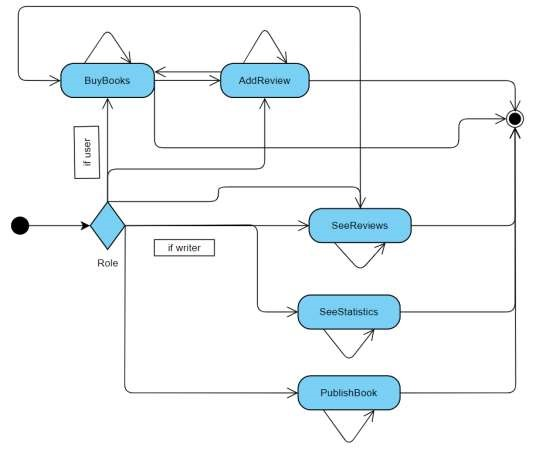 BuyBooks
AddReview
if user
Role
if writer
SeeReviews
SeeStatistics
PublishBook